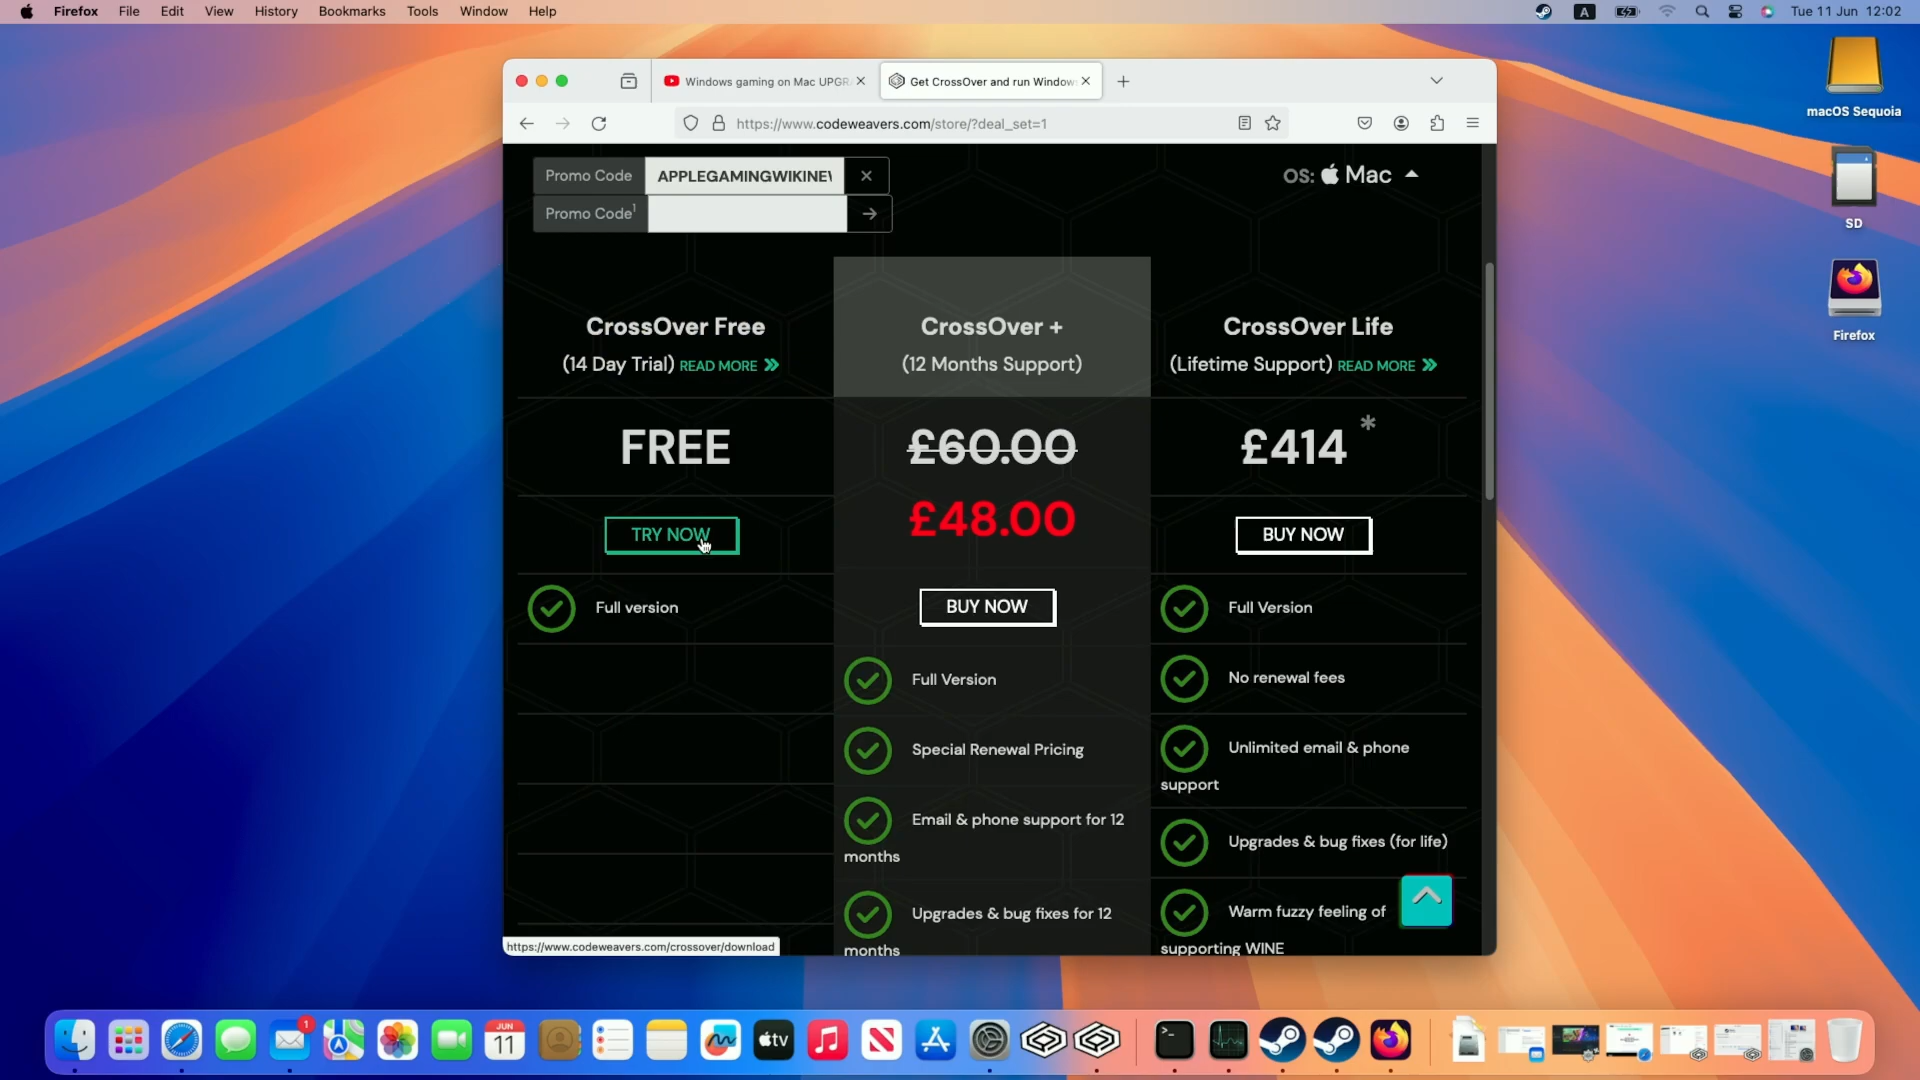 Firefox File Edit View History Bookmarks Tools Window Help
A
Tue 11 Jun 12:02
Windows gaming on Mac UPGR
Get CrossOver and run Window
https://www.codeweavers.com/store/?deal_set=1
macOS Sequoia
SD
Firefox
Promo Code APPLEGAMINGWIKINEW
Promo Code1
OS: Mac
CrossOver Free
(14 Day Trial) READ MORE
FREE
TRY NOW
Full version
CrossOver +
(12 Months Support)
£60.00
£48.00
BUY NOW
Full Version
Special Renewal Pricing
Email & phone support for 12
months
Upgrades & bug fixes for 12
months
CrossOver Life
(Lifetime Support) READ MORE
£414 *
BUY NOW
Full Version
No renewal fees
Unlimited email & phone
support
Upgrades & bug fixes (for life)
Warm fuzzy feeling of
supporting WINE
https://www.codeweavers.com/crossover/download
1
JUN
11
tv